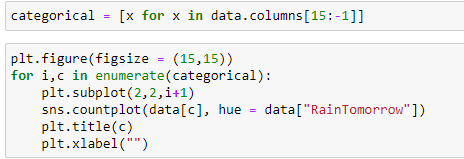 categorical = [x for x in data.columns[15:-1]]
plt.figure(figsize = (15,15))
for i,c in enumerate(categorical):
    plt.subplot(2,2,i+1)
    sns.countplot(data[c], hue = data["RainTomorrow"])
    plt.title(c)
    plt.xlabel("")